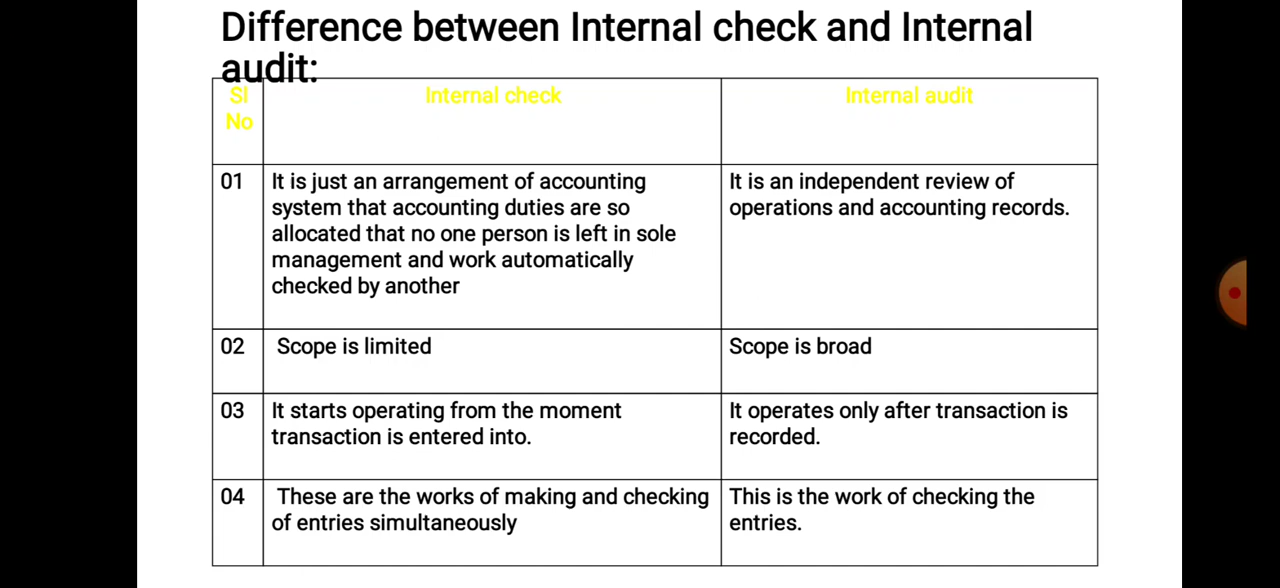 Difference between Internal check and Internal
audit:
Sl
No
Internal check
Internal audit
01
It is just an arrangement of accounting
system that accounting duties are so
allocated that no one person is left in sole
management and work automatically
checked by another
It is an independent review of
operations and accounting records.
02
Scope is limited
Scope is broad
03
It starts operating from the moment
transaction is entered into.
It operates only after transaction is
recorded.
04
These are the works of making and checking
of entries simultaneously
This is the work of checking the
entries.